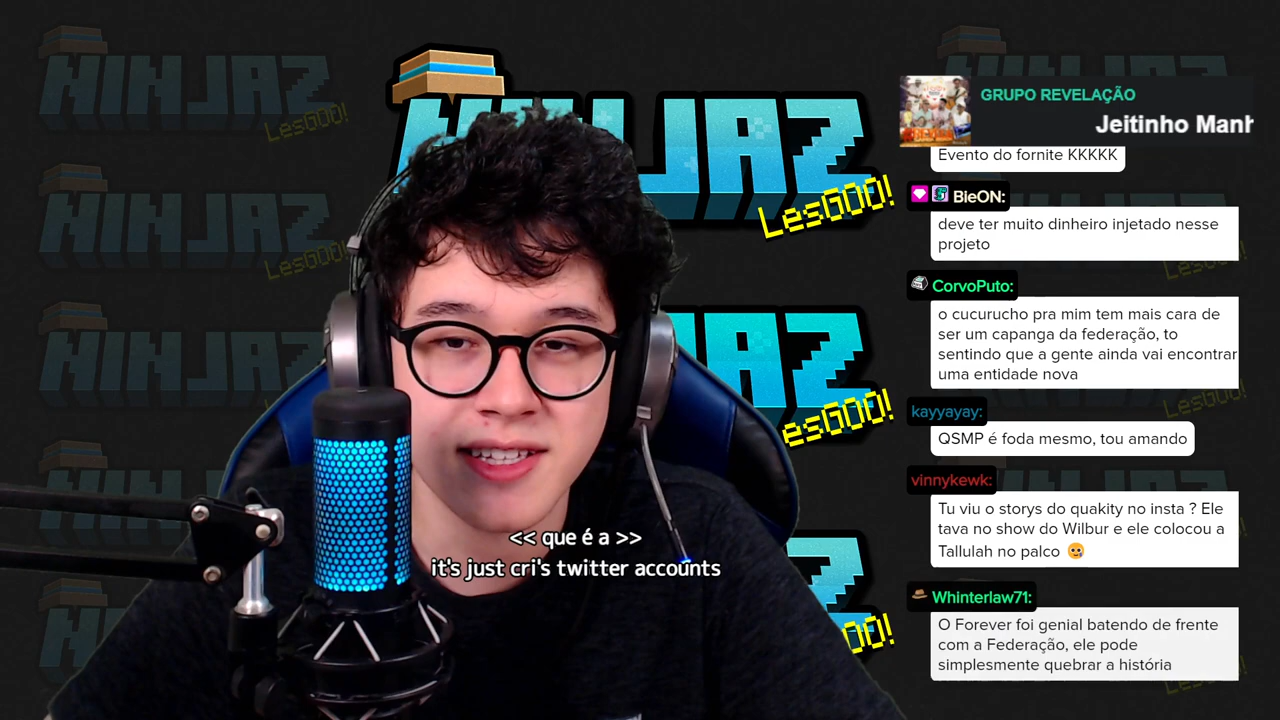 NINJAZ
LesGOO!
NINJAZ
LesGOO!
NINJAZ
LesGOO!
GRUPO REVELAÇÃO
Jeitinho Manh
Evento do fornite KKKKK
BieON:
deve ter muito dinheiro injetado nesse
projeto
CorvoPuto:
o cucurucho pra mim tem mais cara de
ser um capanga da federação, to
sentindo que a gente ainda vai encontrar
uma entidade nova
kayyayay:
QSMP é foda mesmo, tou amando
vinnykewk:
Tu viu o storys do quakity no insta ? Ele
tava no show do Wilbur e ele colocou a
Tallulah no palco
Whinterlaw71:
O Forever foi genial batendo de frente
com a Federação, ele pode
simplesmente quebrar a história
<< que é a >>
it's just cri's twitter accounts